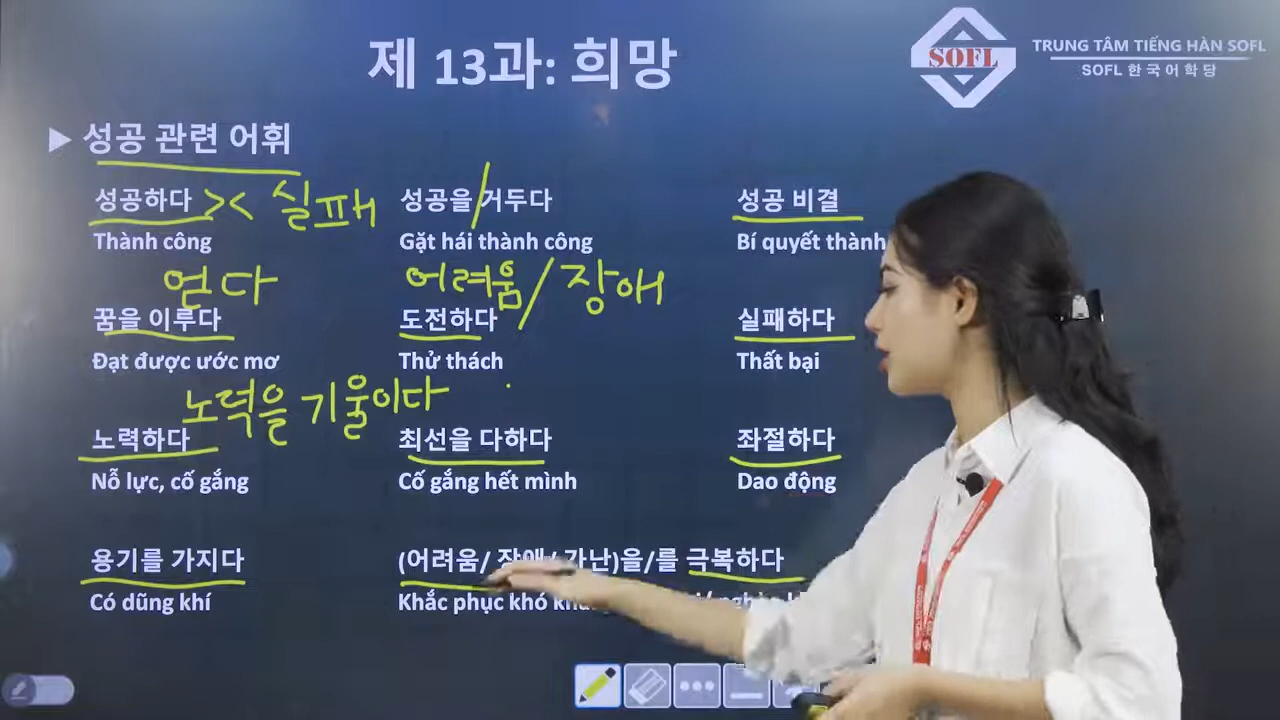 제 13과: 희망
SOFL
TRUNG TÂM TIẾNG HÀN SOFL
SOFL 한국어학당
성공 관련 어휘
성공하다 >< 실패
성공을/거두다
성공 비결
Thành công
Gặt hái thành công
Bí quyết thành
얻다
어려움/장애
꿈을 이루다
도전하다
실패하다
Đạt được ước mơ
Thử thách
Thất bại
노력을 기울이다
노력하다
최선을 다하다
좌절하다
Nỗ lực, cố gắng
Cố gắng hết mình
Dao động
용기를 가지다
(어려움/ 장애/ 가난)을/를 극복하다
Có dũng khí
Khắc phục khó